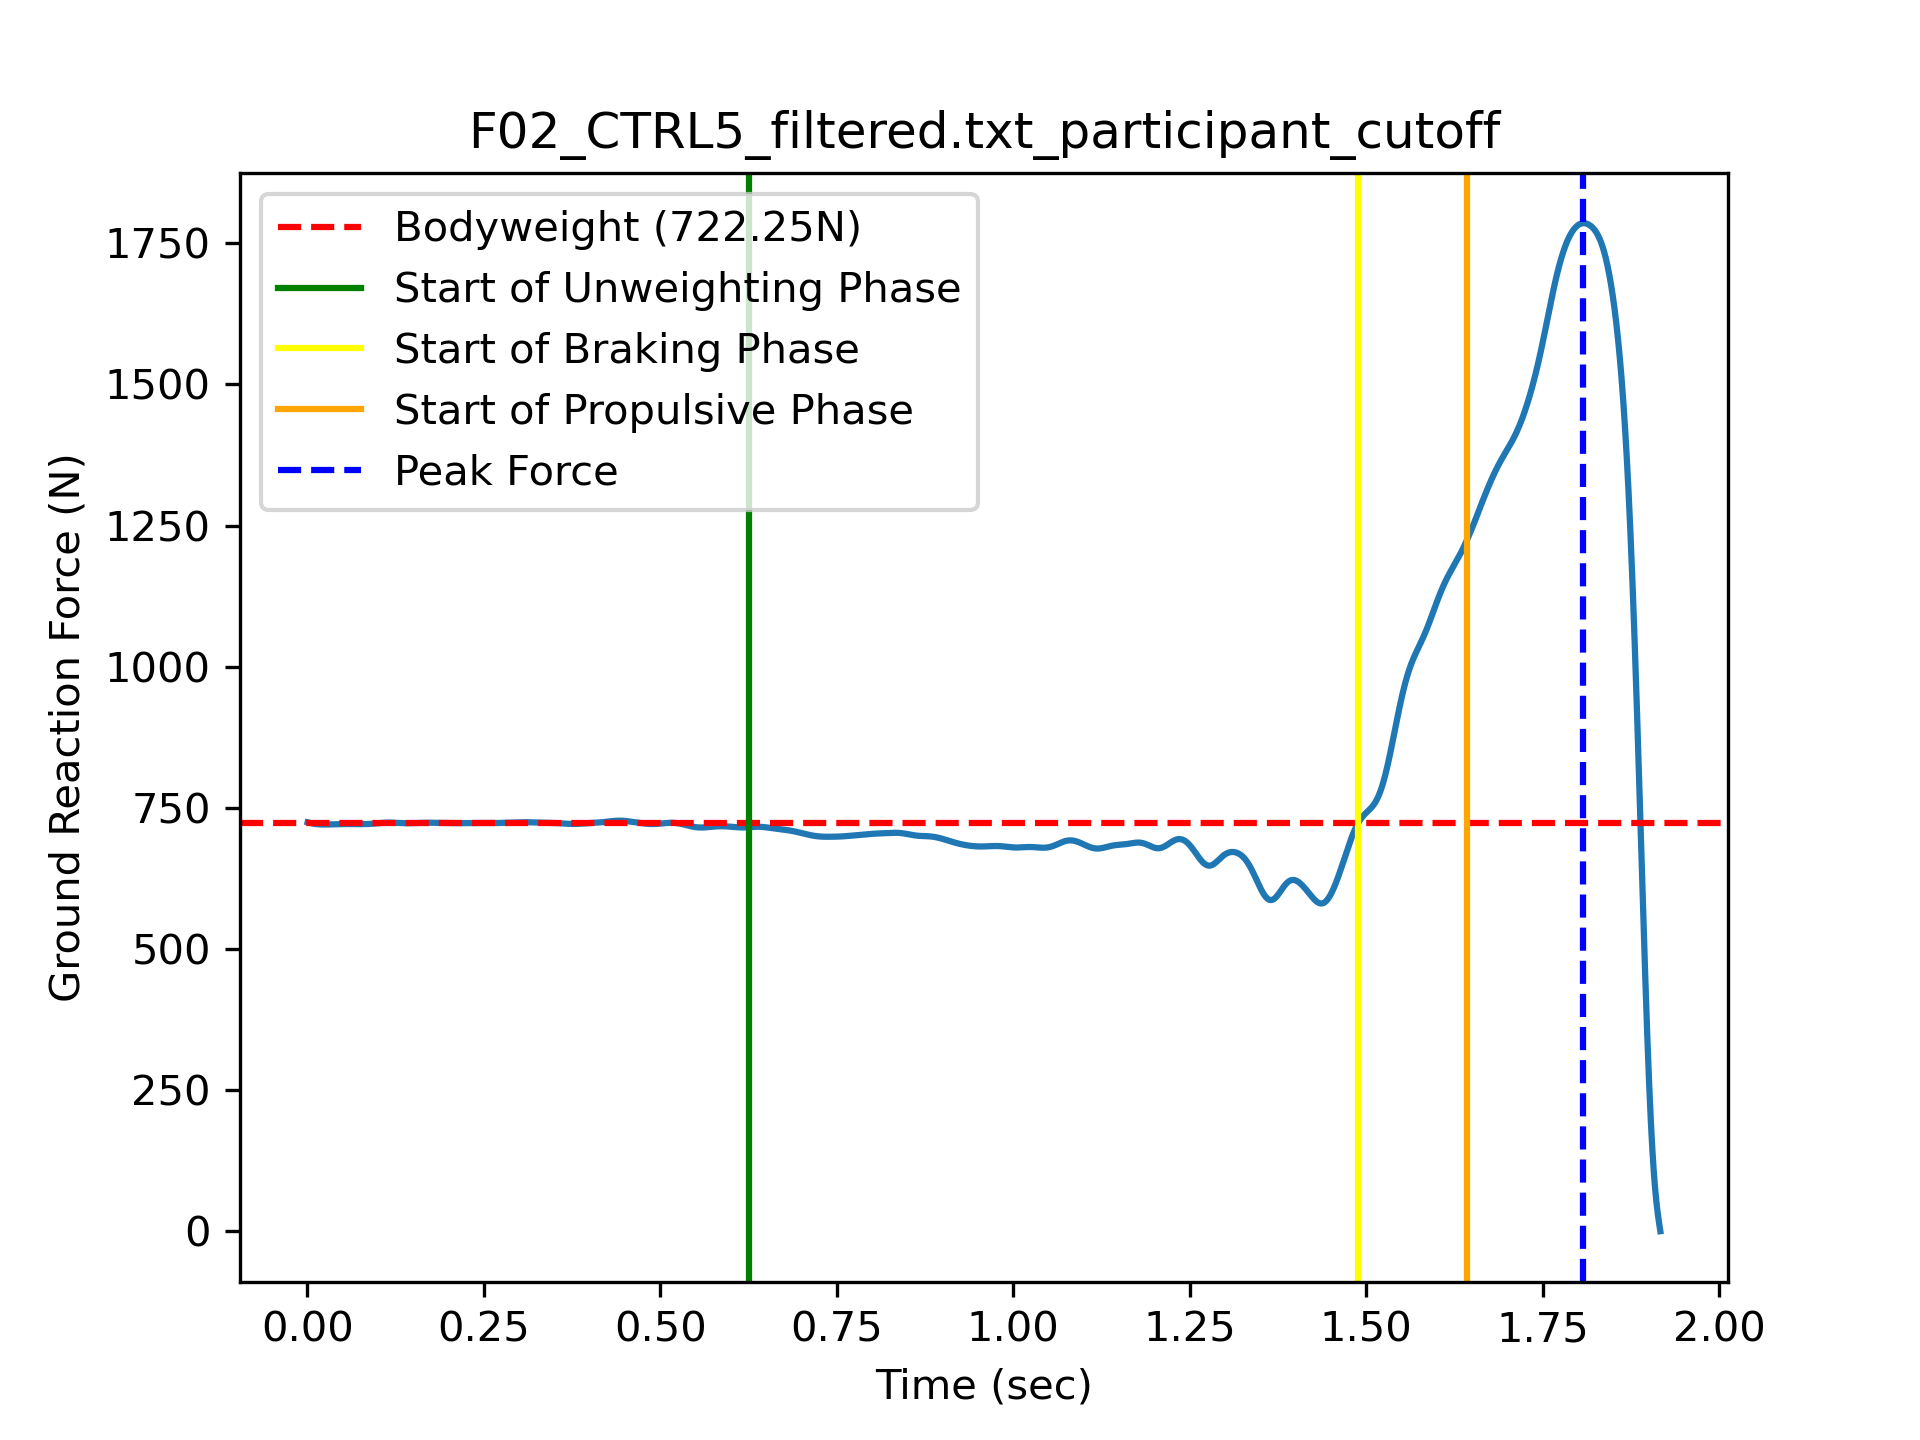 F02_CTRL5_filtered.txt_participant_cutoff
Bodyweight (722.25N)
Start of Unweighting Phase
Start of Braking Phase
Start of Propulsive Phase
Peak Force
Ground Reaction Force (N)
1750
1500
1250
1000
750
500
250
0
0.00 0.25 0.50 0.75 1.00 1.25 1.50 1.75 2.00
Time (sec)